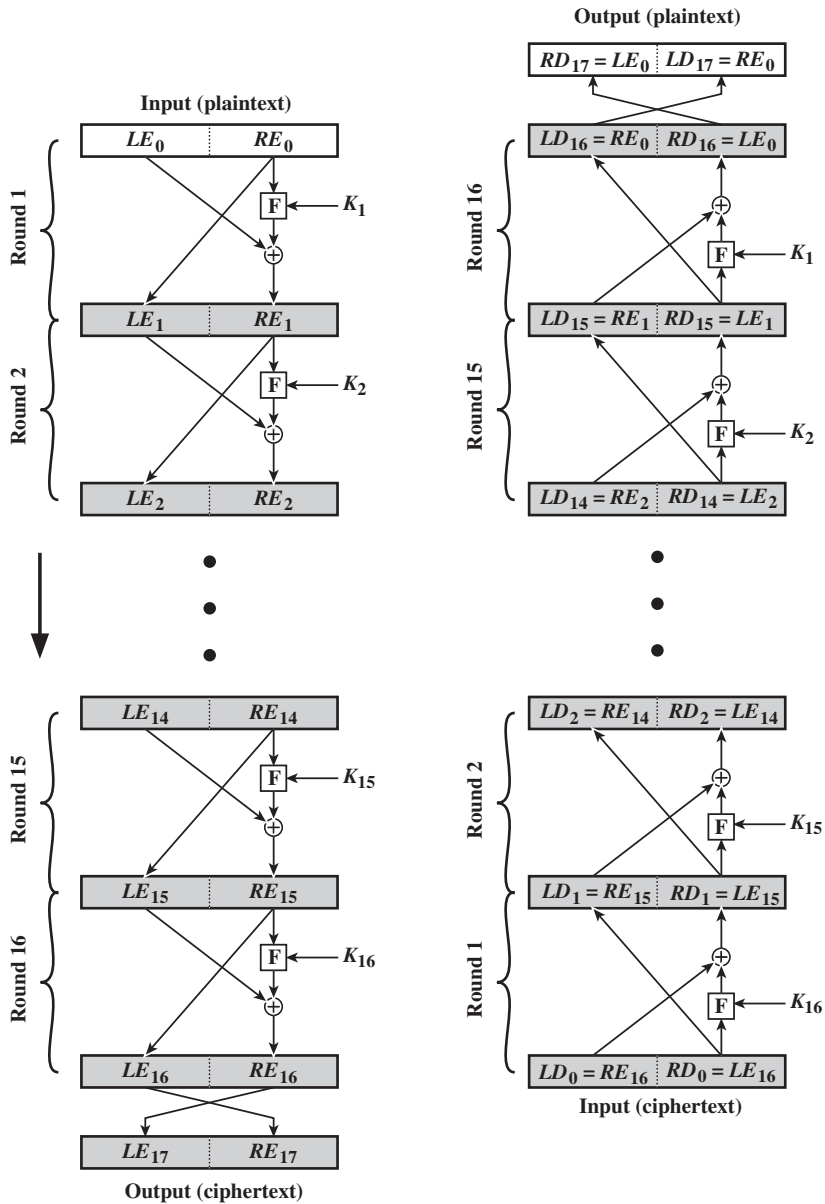 Input (plaintext)
LE0 RE0
Round 1
F
K1
+
LE1 RE1
Round 2
F
K2
+
LE2 RE2
LE14 RE14
Round 15
F
K15
+
LE15 RE15
Round 16
F
K16
+
LE16 RE16
LE17 RE17
Output (ciphertext)
Output (plaintext)
RD17 = LE0 LD17 = RE0
LD16 = RE0 RD16 = LE0
Round 16
+
F
K1
LD15 = RE1 RD15 = LE1
Round 15
+
F
K2
LD14 = RE2 RD14 = LE2
LD2 = RE14 RD2 = LE14
Round 2
+
F
K15
LD1 = RE15 RD1 = LE15
Round 1
+
F
K16
LD0 = RE16 RD0 = LE16
Input (ciphertext)